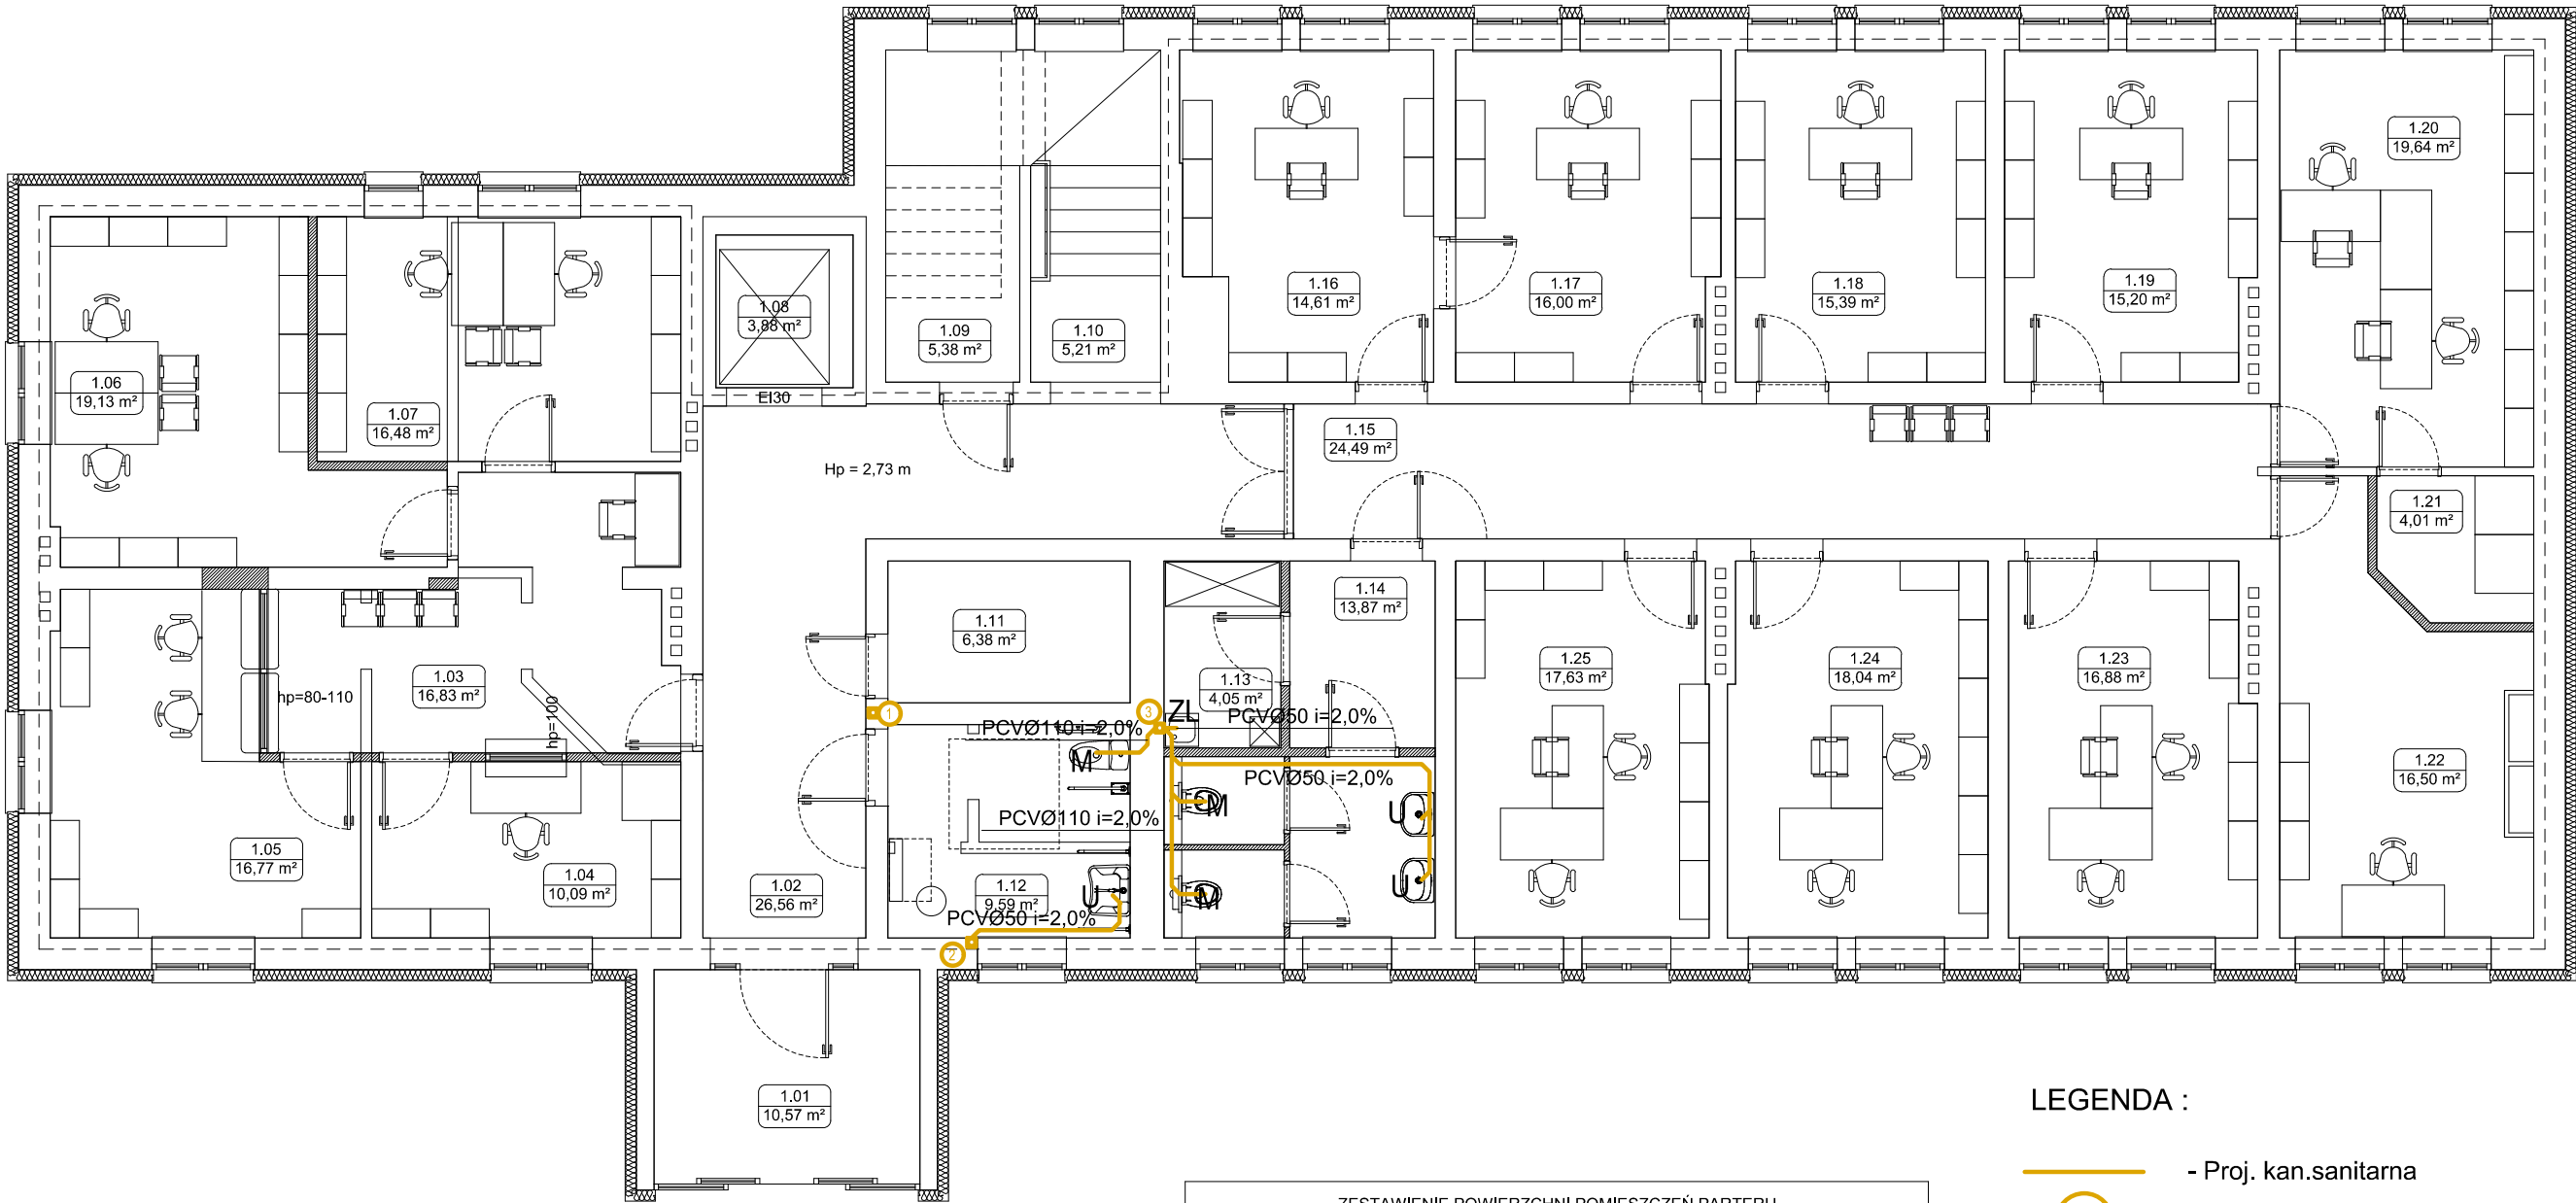 1.20
19,64 m²
1.16
14,61 m²
1.17
16,00 m²
1.18
15,39 m²
1.19
15,20 m²
1.08
3,88 m²
1.09
5,38 m²
1.10
5,21 m²
EI30
1.06
19,13 m²
1.07
16,48 m²
1.15
24,49 m²
Hp = 2,73 m
1.21
4,01 m²
1.14
13,87 m²
1.11
6,38 m²
1.03
16,83 m²
1.13
4,05 m²
1.25
17,63 m²
1.24
18,04 m²
1.23
16,88 m²
hp=80-110
hp=100
1
3
ZL
PCVØ50 i=2,0%
PCVØ110 i=2,0%
M
PCVØ50 i=2,0%
1.22
16,50 m²
M
U
PCVØ110 i=2,0%
1.05
16,77 m²
1.04
10,09 m²
1.02
26,56 m²
1.12
9,59 m²
U
M
U
PCVØ50 i=2,0%
2
1.01
10,57 m²
LEGENDA :
- Proj. kan.sanitarna
ZESTAWIENIE POWIERZCHNI POMIESZCZEŃ PARTERU